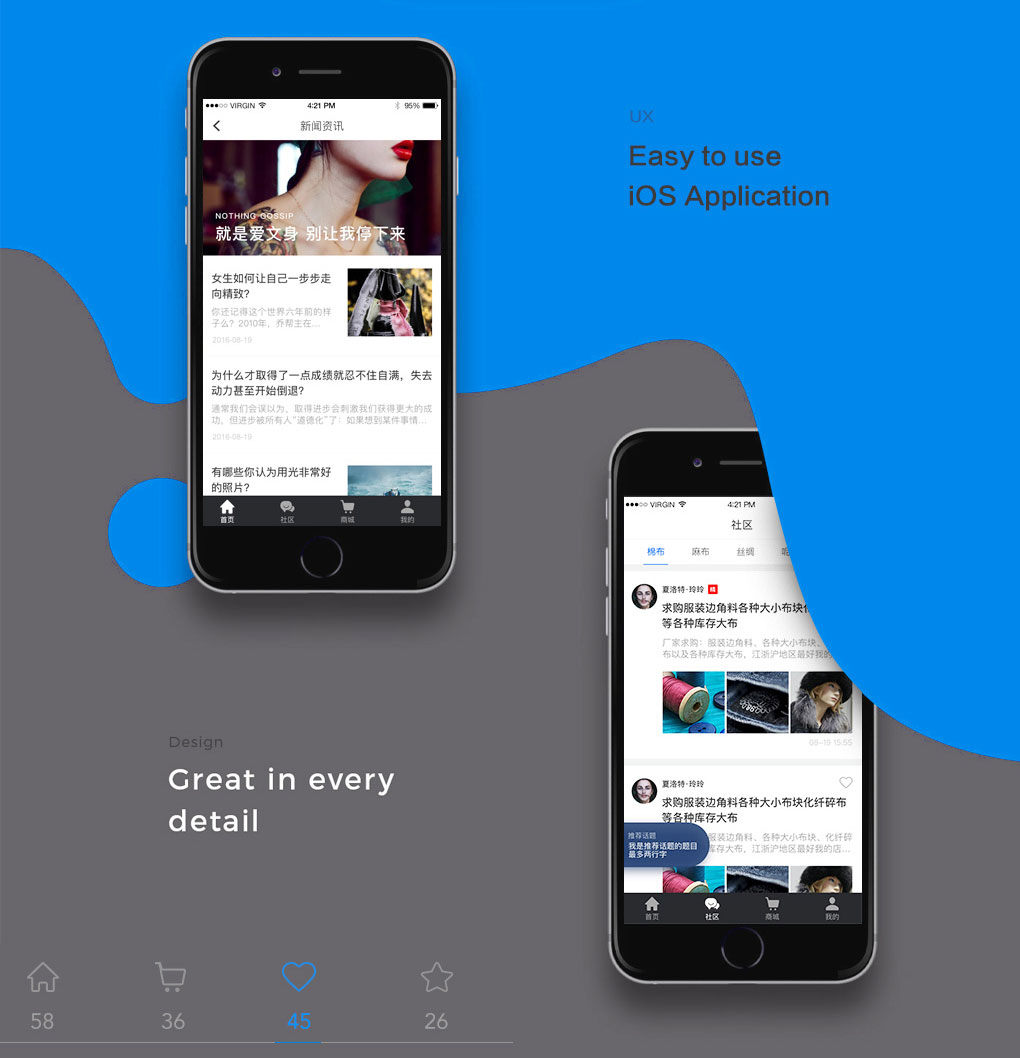 VIRGIN
4:21 PM
95%
新闻资讯
NOTHING GOSSIP
就是爱文身 别让我停下来
女生如何让自己一步步走
向精致?
你还记得这个世界六年前的样
子么？2010年，乔帮主在...
2016-08-19
为什么才取得了一点成绩就忍不住自满，失去
动力甚至开始倒退?
通常我们会误以为，取得进步会刺激我们获得更大的成
功，但进步被所有人“道德化”了：如果想到某件事情...
2016-08-19
有哪些你认为用光非常好
的照片?
首页
社区
商城
我的
UX
Easy to use
iOS Application
VIRGIN
4:21 PM
社区
棉布
麻布
丝绸
夏洛特·玲玲
求购服装边角料各种大小布块
等各种库存大布
厂家求购：服装边角料、各种大小布块、
布以及各种库存大布，江浙沪地区最好我的
08-19 15:55
夏洛特·玲玲
求购服装边角料各种大小布块化纤碎布
等各种库存大布
服装边角料、各种大小布块、化纤碎
库存大布，江浙沪地区最好我的店...
推荐话题
我是推荐话题的题目
最多两行字
首页
社区
商城
我的
Design
Great in every
detail
58
36
45
26